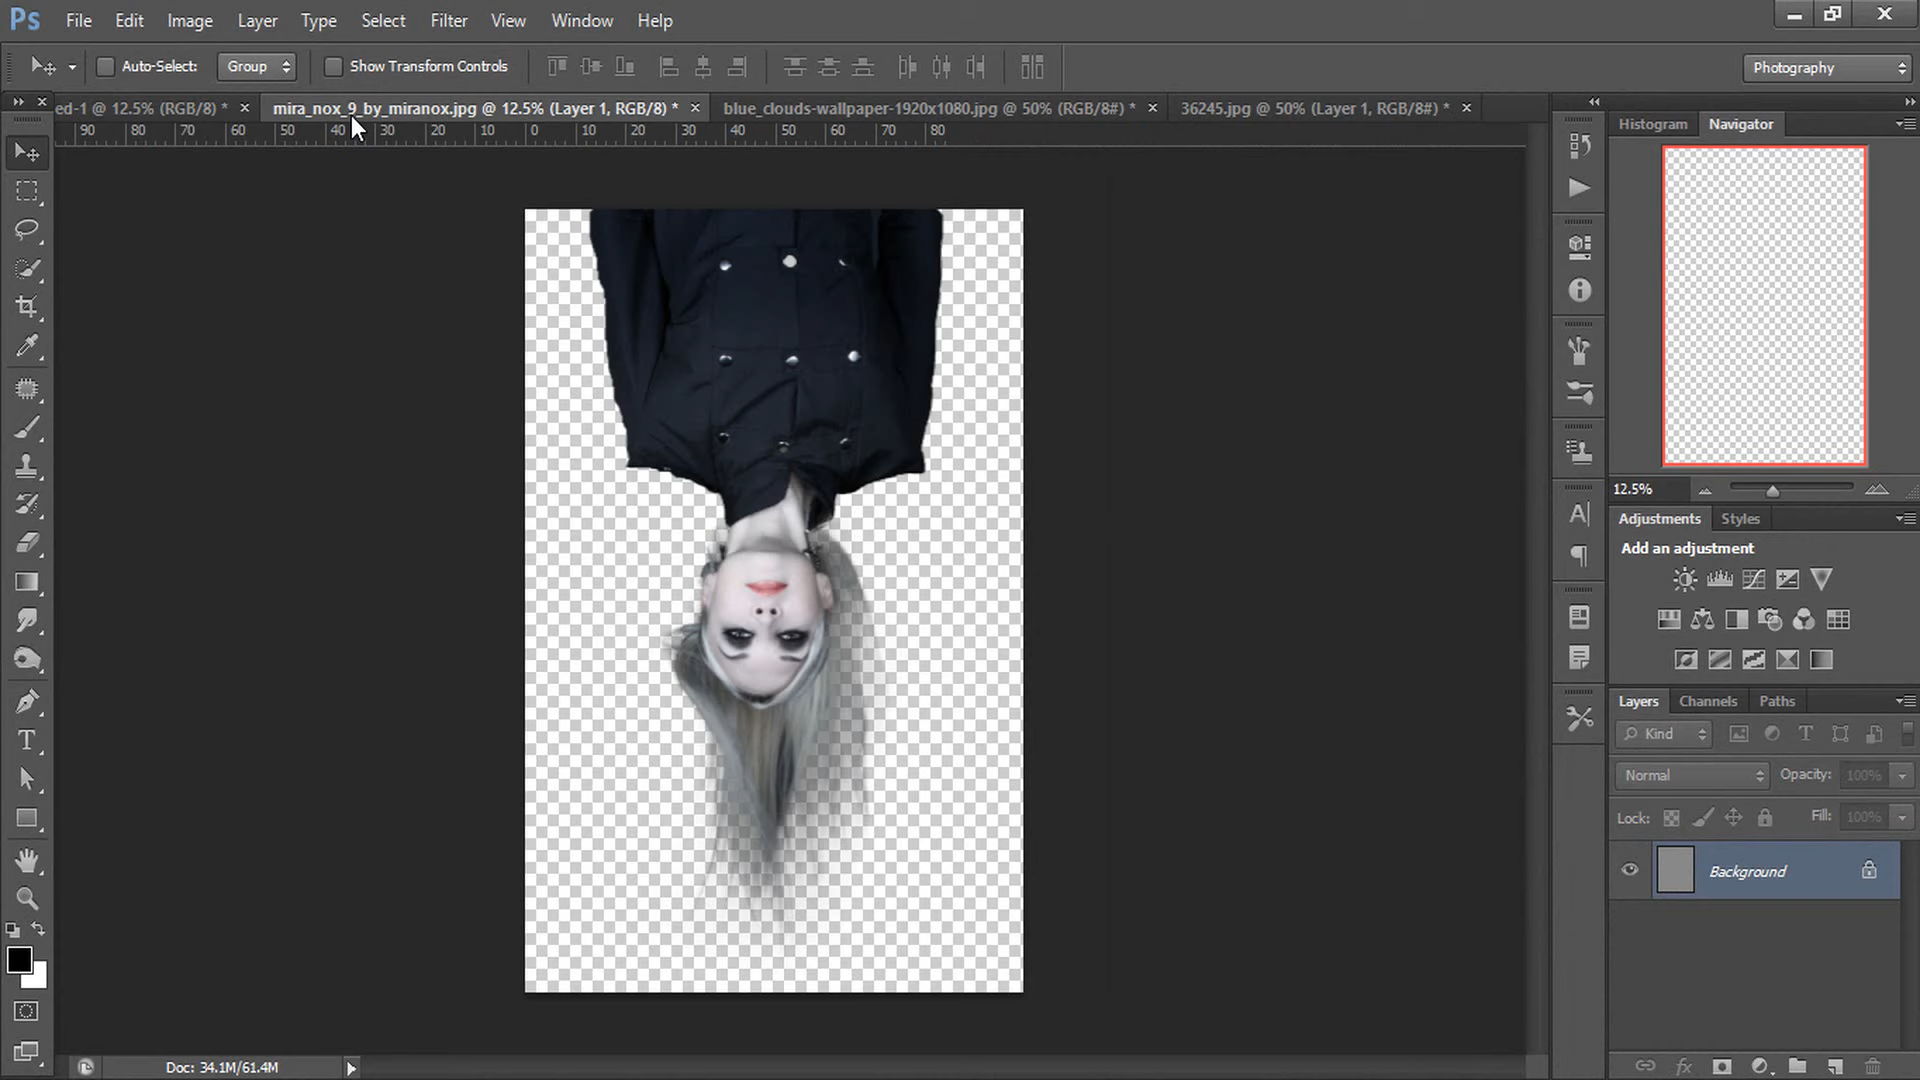 Ps File Edit Image Layer Type Select Filter View Window Help
Auto-Select: Group Show Transform Controls Photography
ed-1 @ 12.5% (RGB/8) * × mira_nox_9_by_miranox.jpg @ 12.5% (Layer 1, RGB/8) * × blue_clouds-wallpaper-1920x1080.jpg @ 50% (RGB/8#) * × 36245.jpg @ 50% (Layer 1, RGB/8#) * ×
90 80 70 60 50 40 30 20 10 0 10 20 30 40 50 60 70 80
Histogram Navigator
12.5%
Adjustments Styles
Add an adjustment
Layers Channels Paths
Kind
Normal Opacity: 100%
Lock: Fill: 100%
Background
Doc: 34.1M/61.4M